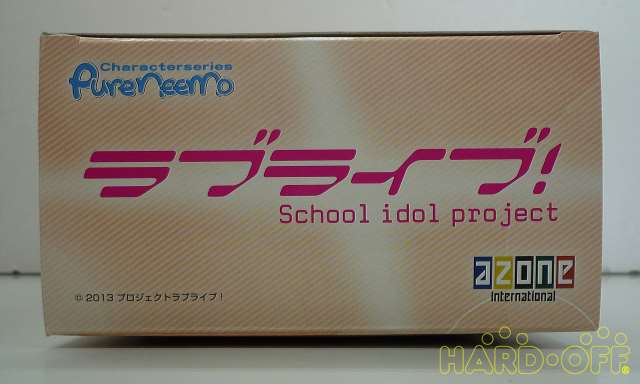 Characterseries
PureNeemo
ラブライブ!
School idol project
azone
international
© 2013 プロジェクトラブライブ!
HARD·OFF